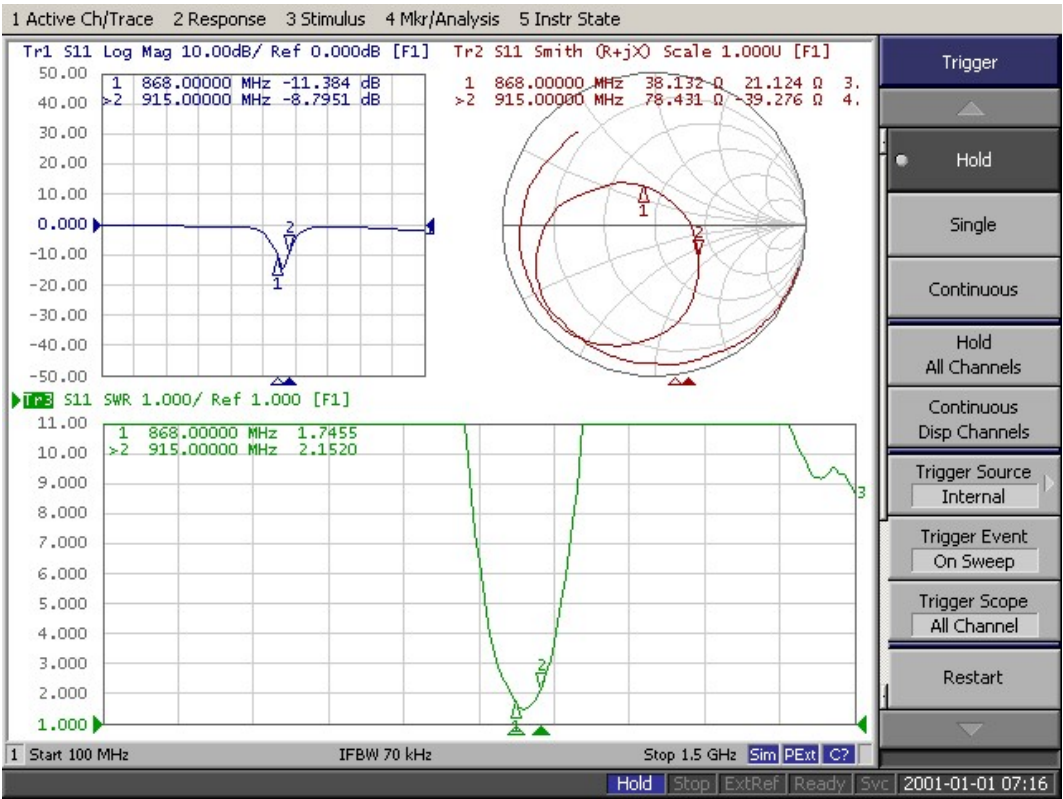 1 Active Ch/Trace 2 Response 3 Stimulus 4 Mkr/Analysis 5 Instr State
Tr1 S11 Log Mag 10.00dB/ Ref 0.000dB [F1]
50.00
1 868.00000 MHz -11.384 dB
>2 915.00000 MHz -8.7951 dB
40.00
30.00
20.00
10.00
0.000
-10.00
-20.00
-30.00
-40.00
-50.00
2
1
Tr2 S11 Smith (R+jX) Scale 1.000U [F1]
1 868.00000 MHz 38.132 Ω 21.124 Ω 3.
>2 915.00000 MHz 78.431 Ω -39.276 Ω 4.
1
2
Tr3 S11 SWR 1.000/ Ref 1.000 [F1]
11.00
1 868.00000 MHz 1.7455
>2 915.00000 MHz 2.1520
10.00
9.000
8.000
7.000
6.000
5.000
4.000
3.000
2.000
1.000
2
1
3
1 Start 100 MHz IFBW 70 kHz Stop 1.5 GHz Sim PExt C?
Trigger
Hold
Single
Continuous
Hold
All Channels
Continuous
Disp Channels
Trigger Source
Internal
Trigger Event
On Sweep
Trigger Scope
All Channel
Restart
Hold Stop ExtRef Ready Svc 2001-01-01 07:16